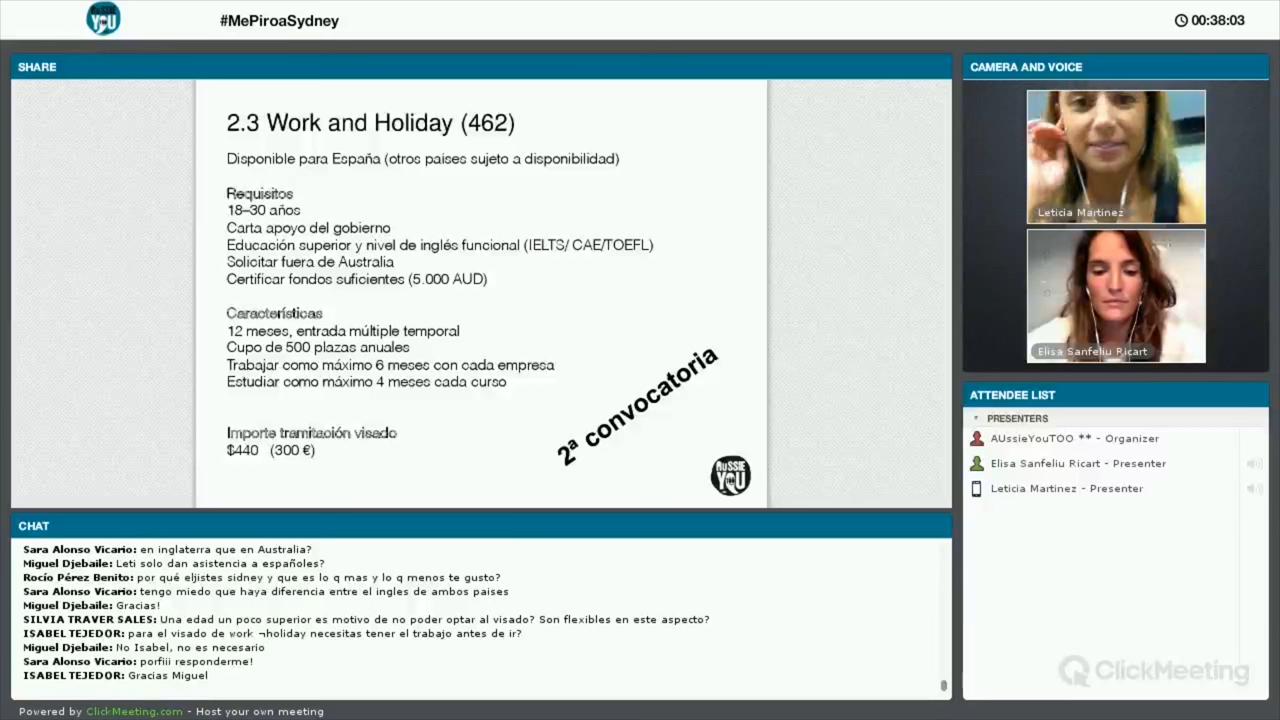 AUSSIE
YOU
#MePiroaSydney
00:38:03
SHARE
2.3 Work and Holiday (462)
Disponible para España (otros países sujeto a disponibilidad)
Requisitos
18–30 años
Carta apoyo del gobierno
Educación superior y nivel de inglés funcional (IELTS/ CAE/TOEFL)
Solicitar fuera de Australia
Certificar fondos suficientes (5.000 AUD)
Características
12 meses, entrada múltiple temporal
Cupo de 500 plazas anuales
Trabajar como máximo 6 meses con cada empresa
Estudiar como máximo 4 meses cada curso
Importe tramitación visado
$440 (300 €)
2ª convocatoria
AUSSIE
YOU
CHAT
Sara Alonso Vicario: en inglaterra que en Australia?
Miguel Djebaile: Leti solo dan asistencia a españoles?
Rocío Pérez Benito: por qué eljistes sidney y que es lo q mas y lo q menos te gusto?
Sara Alonso Vicario: tengo miedo que haya diferencia entre el ingles de ambos paises
Miguel Djebaile: Gracias!
SILVIA TRAVER SALES: Una edad un poco superior es motivo de no poder optar al visado? Son flexibles en este aspecto?
ISABEL TEJEDOR: para el visado de work ¬holiday necesitas tener el trabajo antes de ir?
Miguel Djebaile: No Isabel, no es necesario
Sara Alonso Vicario: porfiii responderme!
ISABEL TEJEDOR: Gracias Miguel
CAMERA AND VOICE
Leticia Martinez
Elisa Sanfeliu Ricart
ATTENDEE LIST
PRESENTERS
AUssieYouTOO ** - Organizer
Elisa Sanfeliu Ricart - Presenter
Leticia Martinez - Presenter
ClickMeeting
Powered by ClickMeeting.com - Host your own meeting